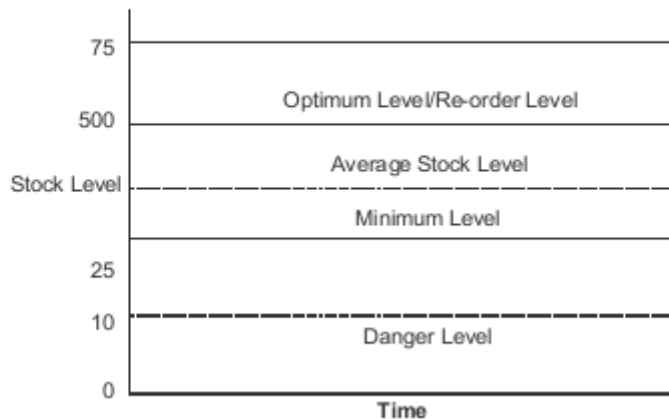 75
Optimum Level/Re-order Level
500
Average Stock Level
Stock Level
Minimum Level
25
10
Danger Level
0
Time